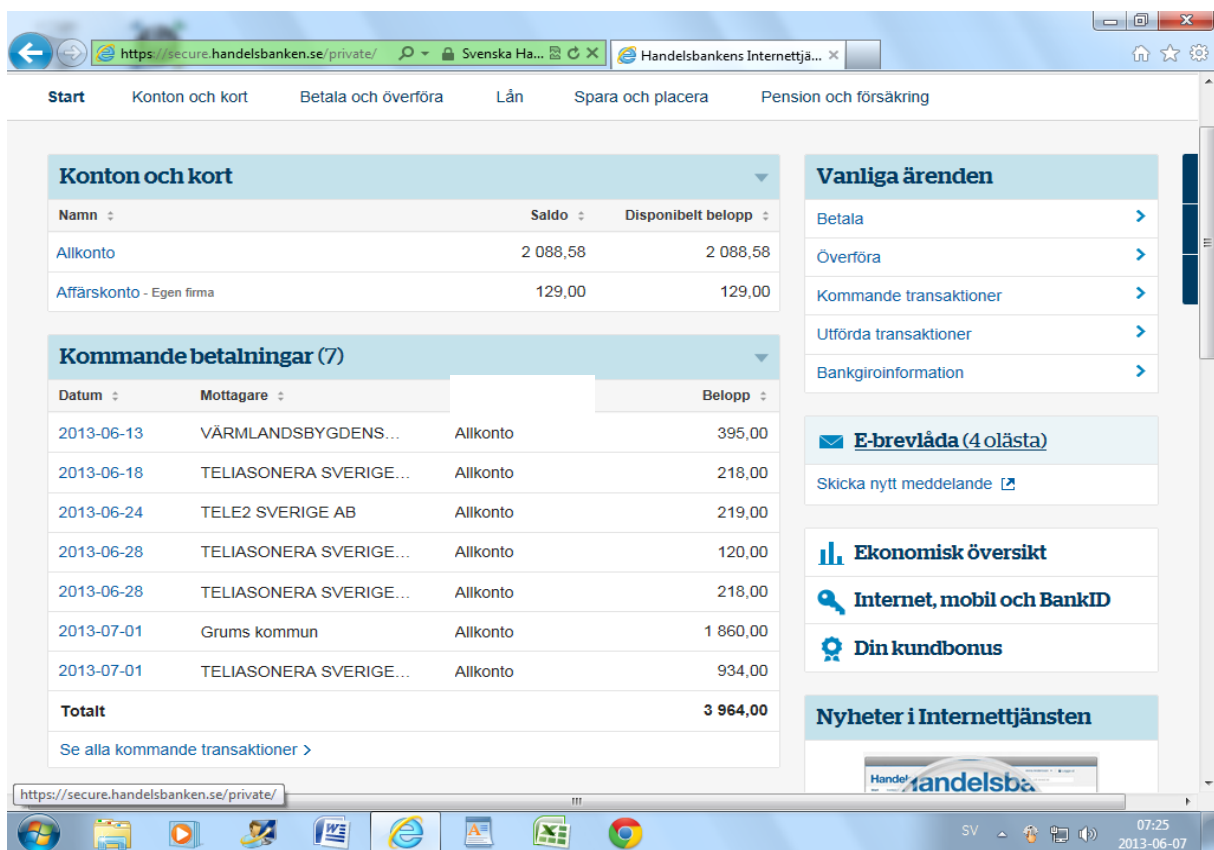 https://secure.handelsbanken.se/private/ Svenska Ha... Handelsbankens Internettjä...
Start Konton och kort Betala och överföra Lån Spara och placera Pension och försäkring
Konton och kort
Namn Saldo Disponibelt belopp
Allkonto 2 088,58 2 088,58
Affärskonto - Egen firma 129,00 129,00
Kommande betalningar (7)
Datum Mottagare Belopp
2013-06-13 VÄRMLANDSBYGDENS... Allkonto 395,00
2013-06-18 TELIASONERA SVERIGE... Allkonto 218,00
2013-06-24 TELE2 SVERIGE AB Allkonto 219,00
2013-06-28 TELIASONERA SVERIGE... Allkonto 120,00
2013-06-28 TELIASONERA SVERIGE... Allkonto 218,00
2013-07-01 Grums kommun Allkonto 1 860,00
2013-07-01 TELIASONERA SVERIGE... Allkonto 934,00
Totalt 3 964,00
Se alla kommande transaktioner >
Vanliga ärenden
Betala
Överföra
Kommande transaktioner
Utförda transaktioner
Bankgiroinformation
E-brevlåda (4 olästa)
Skicka nytt meddelande
Ekonomisk översikt
Internet, mobil och BankID
Din kundbonus
Nyheter i Internettjänsten
Handel andelsba
https://secure.handelsbanken.se/private/
SV 07:25
2013-06-07